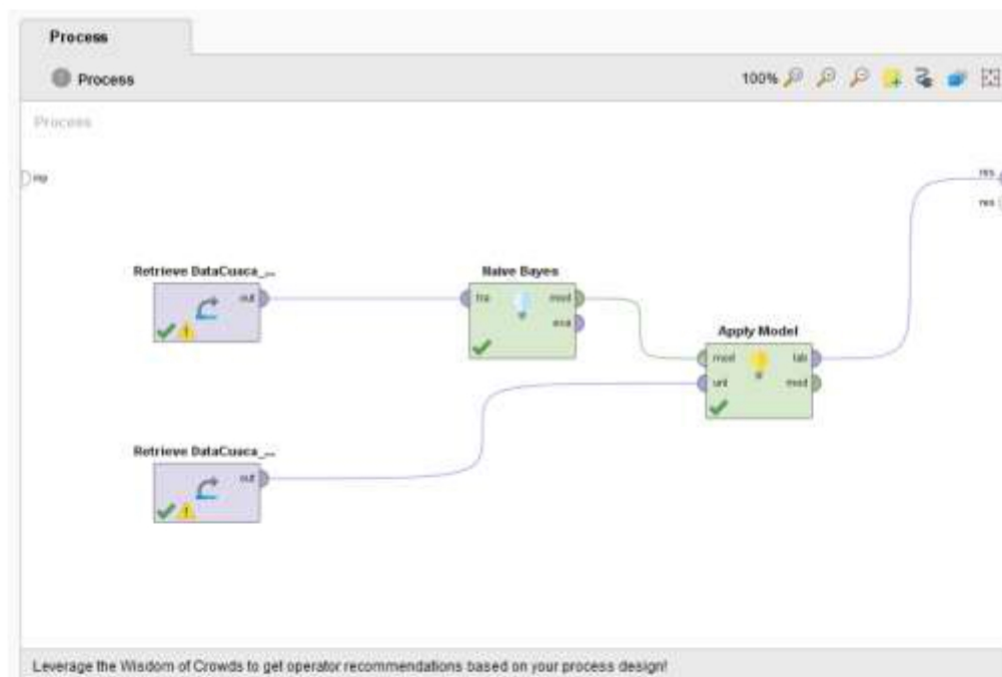 Process
Process
100%
Process
inp
res
res
Retrieve DataCuaca_...
out
Naive Bayes
tra
mod
exa
Apply Model
mod
lab
unl
mod
Retrieve DataCuaca_...
out
Leverage the Wisdom of Crowds to get operator recommendations based on your process design!